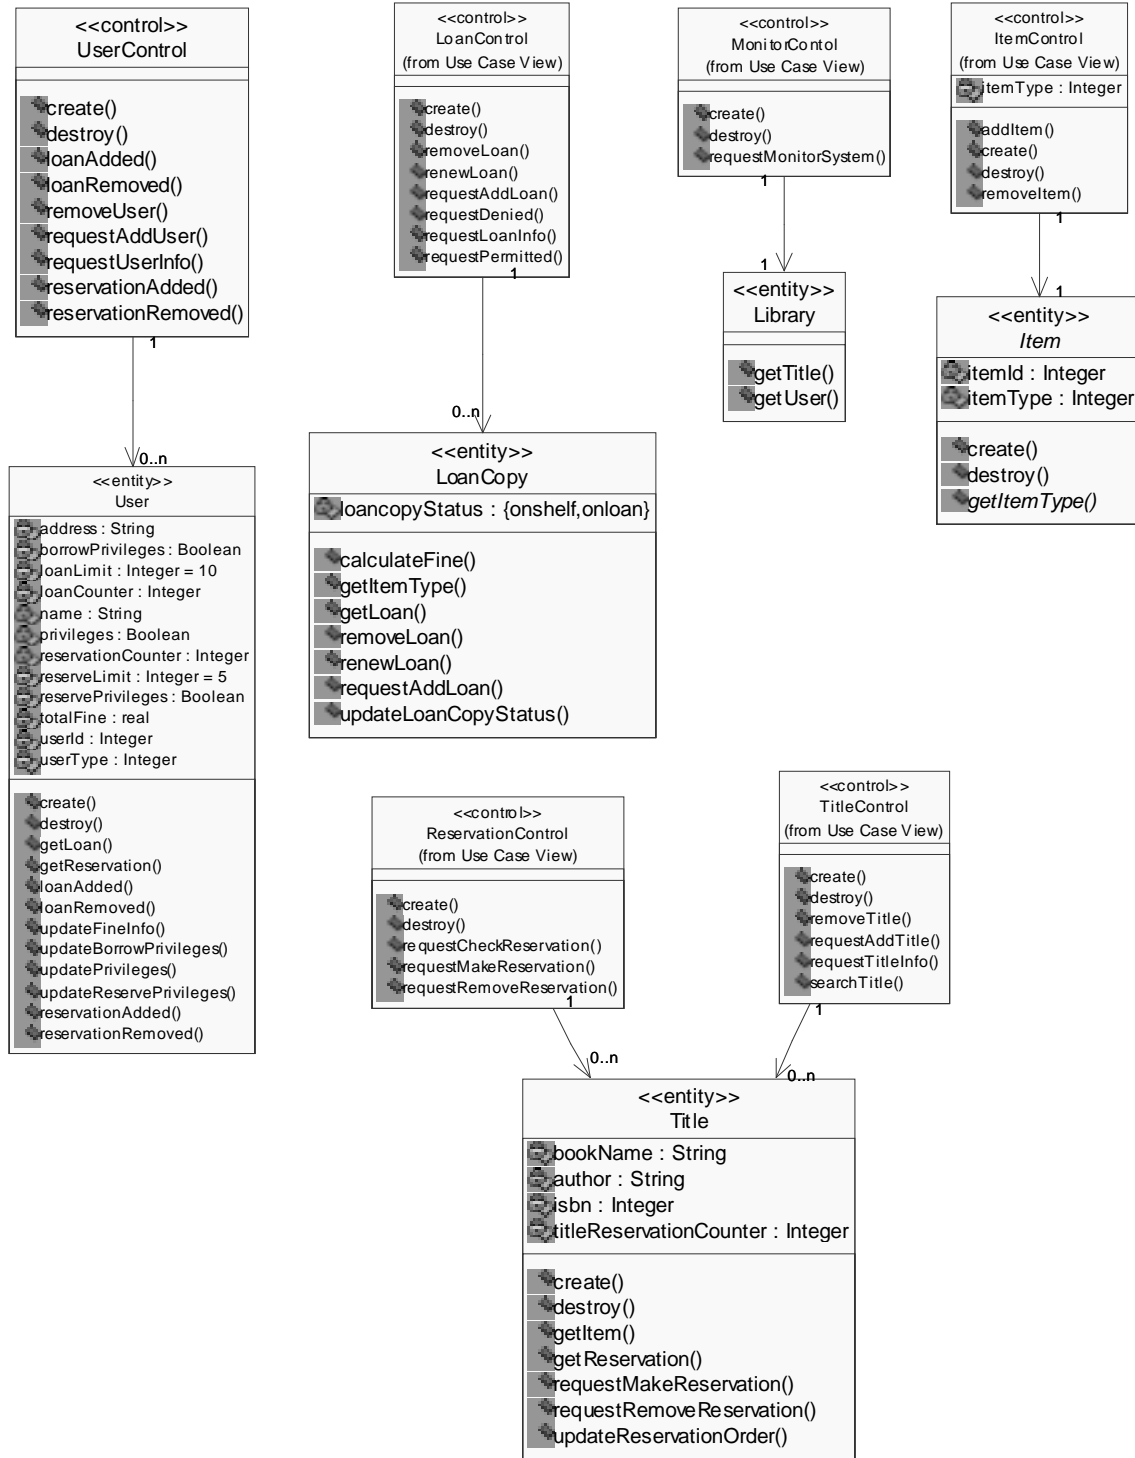 <<control>>
UserControl
create()
destroy()
loanAdded()
loanRemoved()
removeUser()
requestAddUser()
requestUserInfo()
reservationAdded()
reservationRemoved()
1
0..n
<<entity>>
User
address : String
borrowPrivileges : Boolean
loanLimit : Integer = 10
loanCounter : Integer
name : String
privileges : Boolean
reservationCounter : Integer
reserveLimit : Integer = 5
reservePrivileges : Boolean
totalFine : real
userId : Integer
userType : Integer
create()
destroy()
getLoan()
getReservation()
loanAdded()
loanRemoved()
updateFineInfo()
updateBorrowPrivileges()
updatePrivileges()
updateReservePrivileges()
reservationAdded()
reservationRemoved()
<<control>>
LoanControl
(from Use Case View)
create()
destroy()
removeLoan()
renewLoan()
requestAddLoan()
requestDenied()
requestLoanInfo()
requestPermitted()
1
0..n
<<entity>>
LoanCopy
loancopyStatus : {onshelf,onloan}
calculateFine()
getItemType()
getLoan()
removeLoan()
renewLoan()
requestAddLoan()
updateLoanCopyStatus()
<<control>>
MonitorContol
(from Use Case View)
create()
destroy()
requestMonitorSystem()
1
1
<<entity>>
Library
getTitle()
getUser()
<<control>>
ItemControl
(from Use Case View)
itemType : Integer
addItem()
create()
destroy()
removeItem()
1
1
<<entity>>
Item
itemId : Integer
itemType : Integer
create()
destroy()
getItemType()
<<control>>
ReservationControl
(from Use Case View)
create()
destroy()
requestCheckReservation()
requestMakeReservation()
requestRemoveReservation()
1
0..n
<<control>>
TitleControl
(from Use Case View)
create()
destroy()
removeTitle()
requestAddTitle()
requestTitleInfo()
searchTitle()
1
0..n
<<entity>>
Title
bookName : String
author : String
isbn : Integer
titleReservationCounter : Integer
create()
destroy()
getItem()
getReservation()
requestMakeReservation()
requestRemoveReservation()
updateReservationOrder()